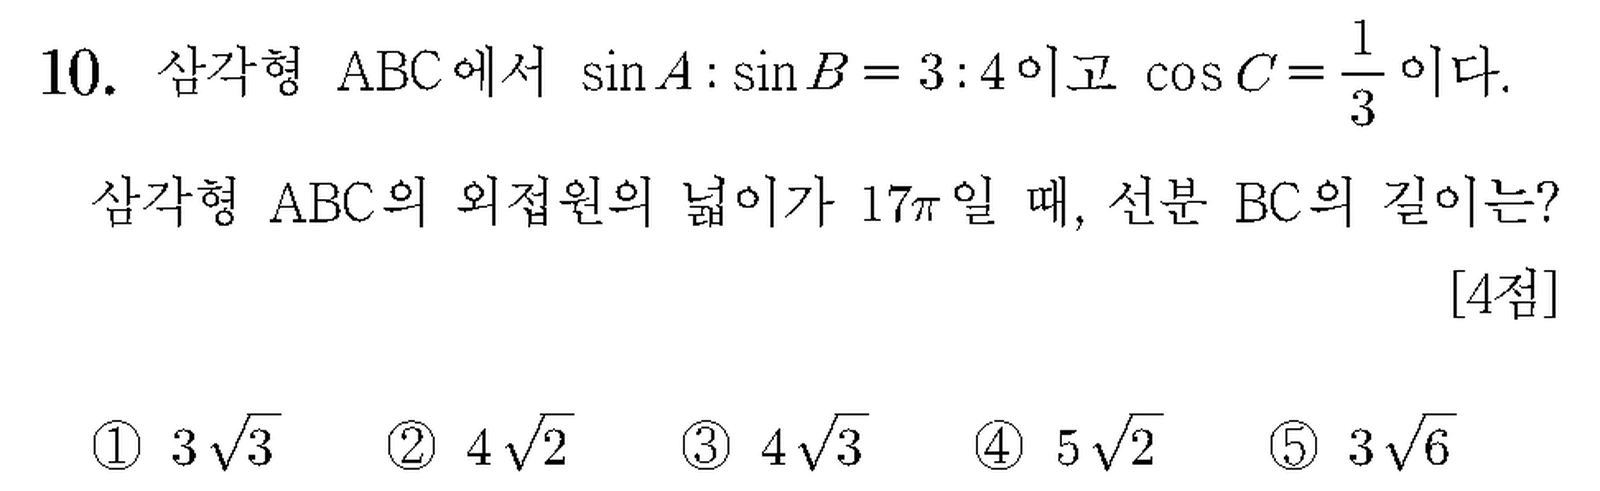 10. 삼각형 ABC에서 sin A : sin B = 3 : 4이고 cos C = 1/3 이다.
삼각형 ABC의 외접원의 넓이가 17π일 때, 선분 BC의 길이는?
[4점]
① 3√3 ② 4√2 ③ 4√3 ④ 5√2 ⑤ 3√6